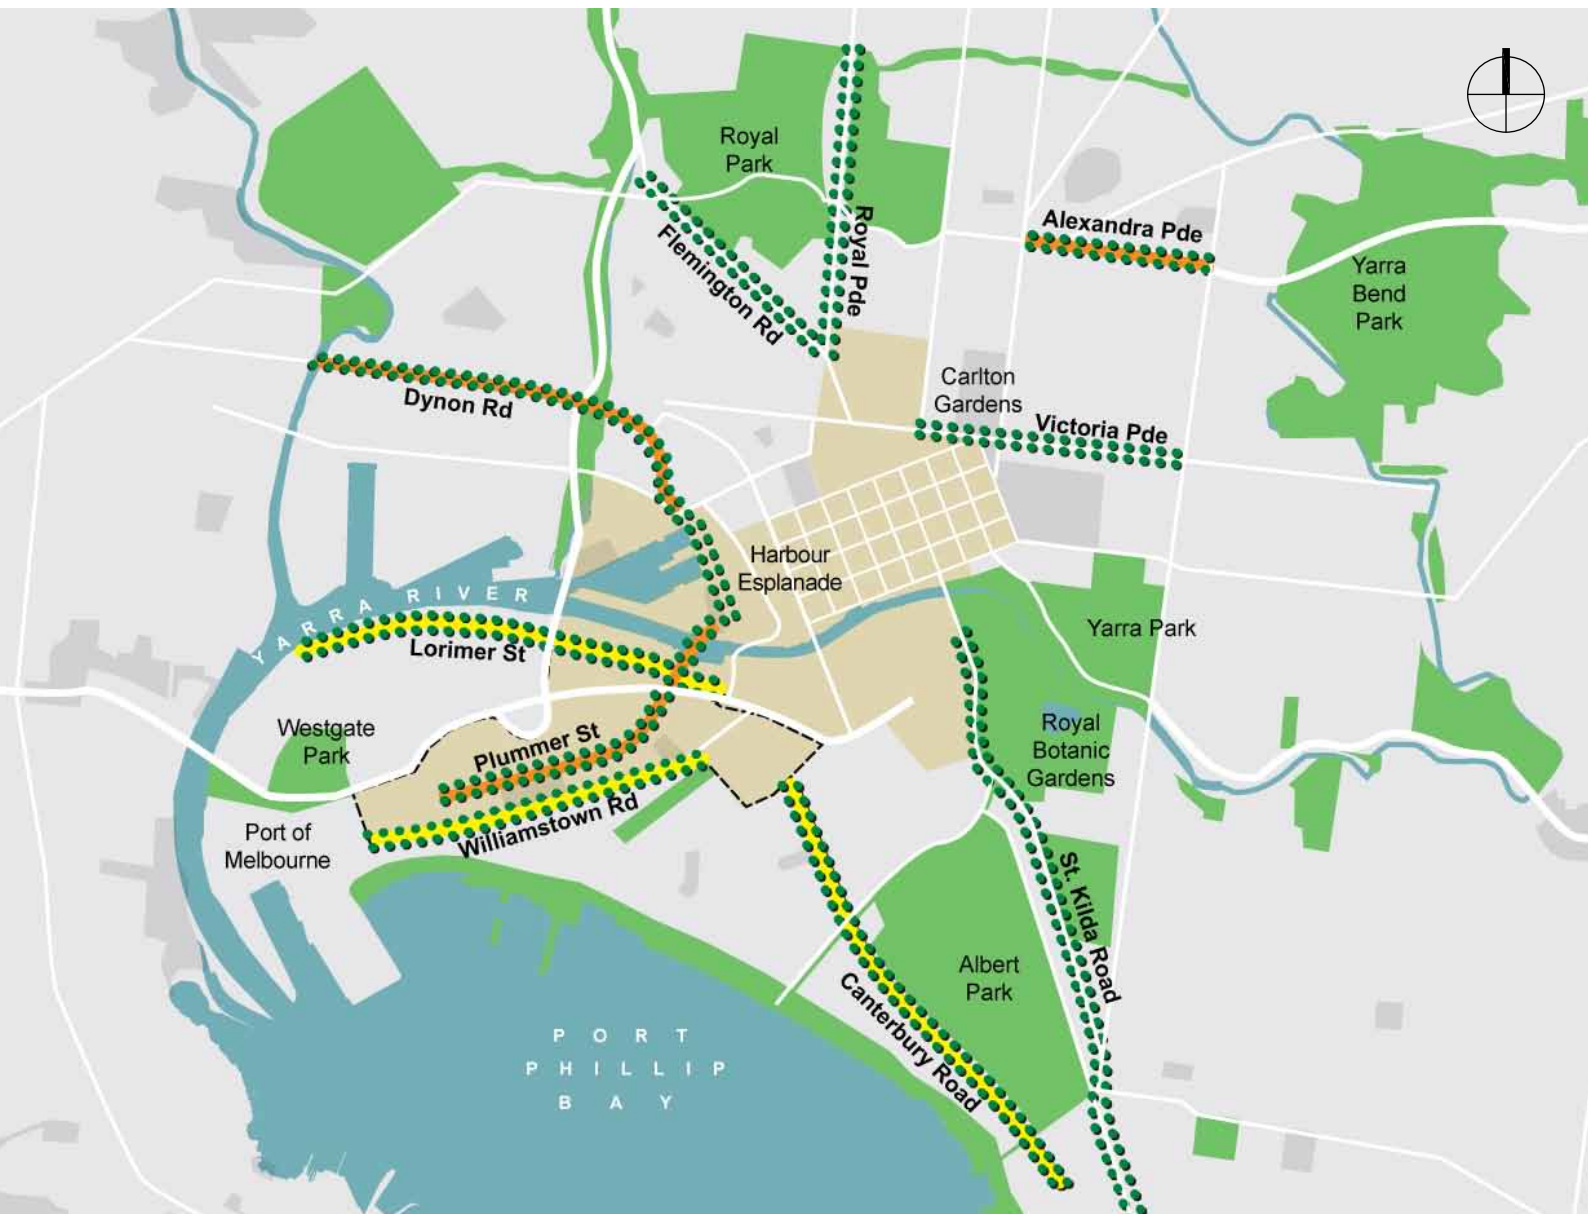 Royal
Park
Royal Pde
Flemington Rd
Alexandra Pde
Yarra
Bend
Park
Carlton
Gardens
Victoria Pde
Dynon Rd
Harbour
Esplanade
YARRA RIVER
Lorimer St
Yarra Park
Westgate
Park
Plummer St
Royal
Botanic
Gardens
Williamstown Rd
Port of
Melbourne
St. Kilda Road
Albert
Park
Canterbury Road
PORT
PHILLIP
BAY